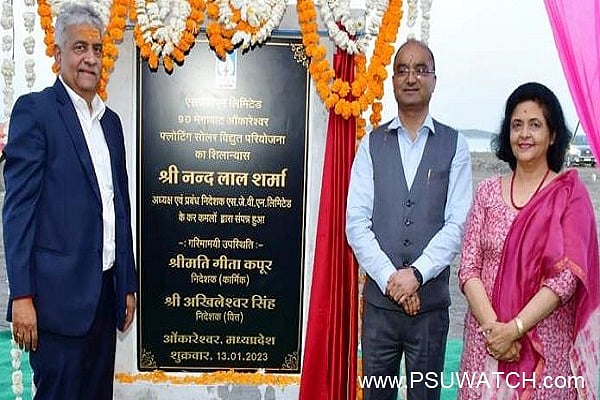 एसजेवीएन लिमिटेड
90 मेगावाट ओंकारेश्वर
फ्लोटिंग सोलर विद्युत परियोजना
का शिलान्यास
श्री नन्द लाल शर्मा
अध्यक्ष एवं प्रबंध निदेशक एस.जे.वी.एन.लिमिटेड
के कर कमलों द्वारा संपन्न हुआ
-: गरिमामयी उपस्थिति :-
श्रीमति गीता कपूर
निदेशक (कार्मिक)
श्री अखिलेश्वर सिंह
निदेशक (वित्त)
ओंकारेश्वर, मध्यप्रदेश
शुक्रवार, 13.01.2023
www.PSUWATCH.com